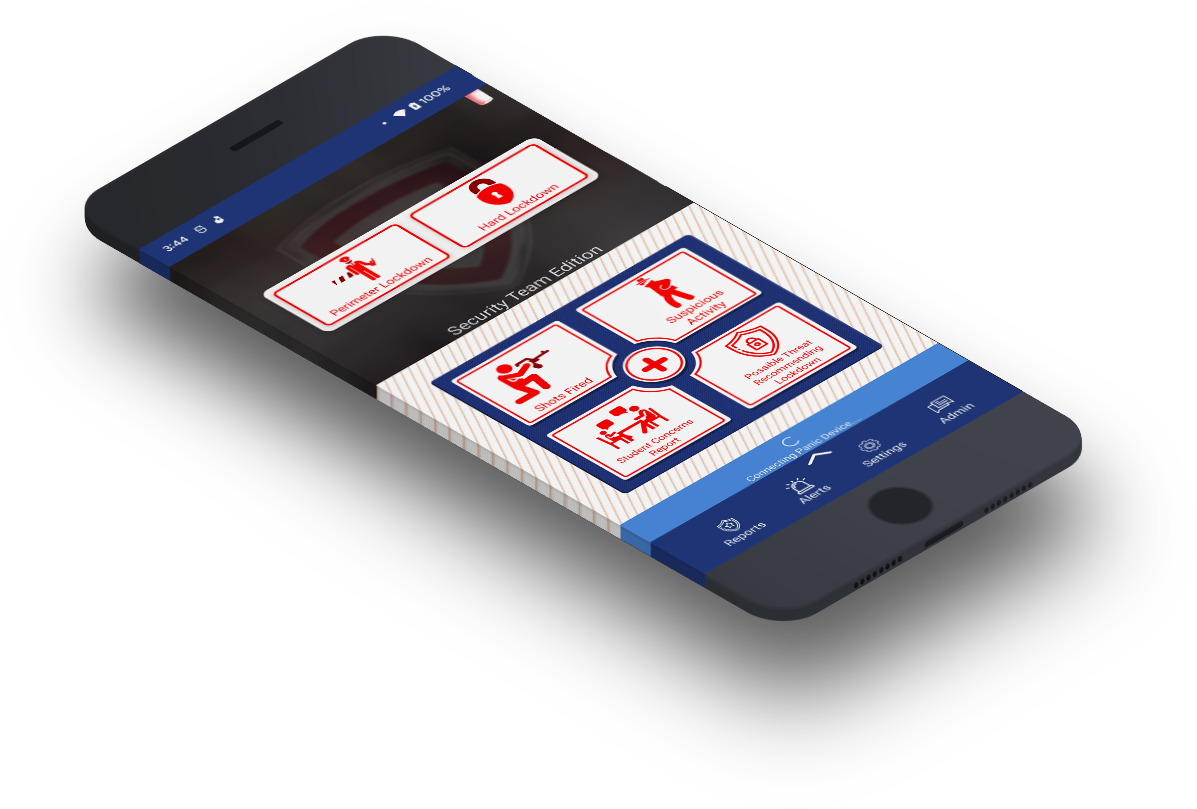 3:44
100%
Perimeter Lockdown
Hard Lockdown
Security Team Edition
Shots Fired
Suspicious
Activity
Student Concerns
Report
Possible Threat
Recommending
Lockdown
Connecting Panic Device...
Reports
Alerts
Settings
Admin